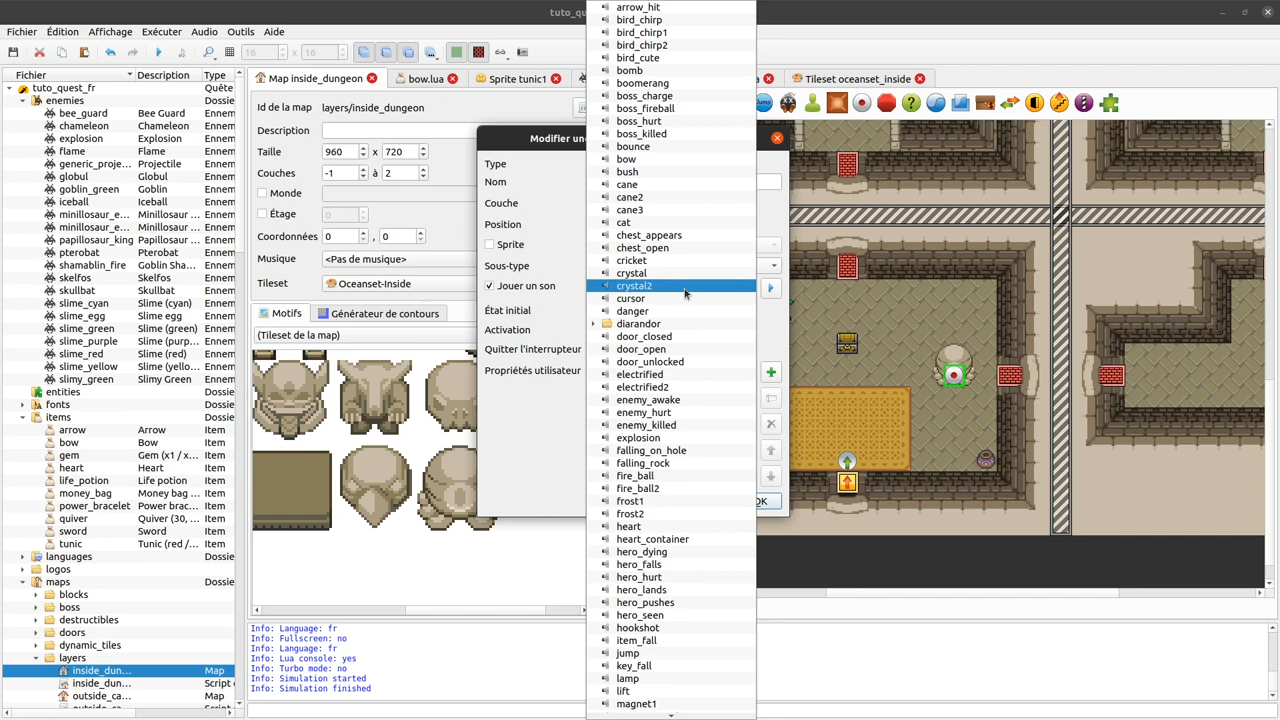 tuto_qu
Fichier Édition Affichage Exécuter Audio Outils Aide
16 x 16
Fichier Description Type
tuto_quest_fr Quête
enemies Dossie
bee_guard Bee Guard Ennem
chameleon Chameleon Ennem
explosion Explosion Ennem
flame Flame Ennem
generic_proje... Projectile Ennem
globul Globul Ennem
goblin_green Goblin Ennem
iceball Iceball Ennem
minillosaur_e... Minillosaur ... Ennem
minillosaur_e... Minillosaur ... Ennem
papillosaur_king Papillosaur ... Ennem
pterobat Pterobat Ennem
shamablin_fire Goblin Sha... Ennem
skelfos Skelfos Ennem
skullbat Skullbat Ennem
slime_cyan Slime (cyan) Ennem
slime_egg Slime egg Ennem
slime_green Slime (green) Ennem
slime_purple Slime (purp... Ennem
slime_red Slime (red) Ennem
slime_yellow Slime (yello... Ennem
slimy_green Slimy Green Ennem
entities Dossie
fonts Dossie
items Dossie
arrow Arrow Item
bow Bow Item
gem Gem (x1 / x... Item
heart Heart Item
life_potion Life potion Item
money_bag Money bag ... Item
power_bracelet Power brac... Item
quiver Quiver (30, ... Item
sword Sword Item
tunic Tunic (red /... Item
languages Dossie
logos Dossie
maps Dossie
blocks Dossie
boss Dossie
destructibles Dossie
doors Dossie
dynamic_tiles Dossie
layers Dossie
inside_dun... Map
inside_dun... Script
outside_ca... Map
Map inside_dungeon bow.lua Sprite tunic1 a Tileset oceanset_inside
Id de la map layers/inside_dungeon
Description
Taille 960 x 720
Couches -1 à 2
Monde
Étage 0
Coordonnées 0 , 0
Musique <Pas de musique>
Tileset Oceanset-Inside
Motifs Générateur de contours
(Tileset de la map)
Modifier un
Type
Nom
Couche
Position
Sprite
Sous-type
Jouer un son
État initial
Activation
Quitter l'interrupteur
Propriétés utilisateur
OK
arrow_hit
bird_chirp
bird_chirp1
bird_chirp2
bird_cute
bomb
boomerang
boss_charge
boss_fireball
boss_hurt
boss_killed
bounce
bow
bush
cane
cane2
cane3
cat
chest_appears
chest_open
cricket
crystal
crystal2
cursor
danger
diarandor
door_closed
door_open
door_unlocked
electrified
electrified2
enemy_awake
enemy_hurt
enemy_killed
explosion
falling_on_hole
falling_rock
fire_ball
fire_ball2
frost1
frost2
heart
heart_container
hero_dying
hero_falls
hero_hurt
hero_lands
hero_pushes
hero_seen
hookshot
item_fall
jump
key_fall
lamp
lift
magnet1
Jump
Info: Language: fr
Info: Fullscreen: no
Info: Language: fr
Info: Lua console: yes
Info: Turbo mode: no
Info: Simulation started
Info: Simulation finished